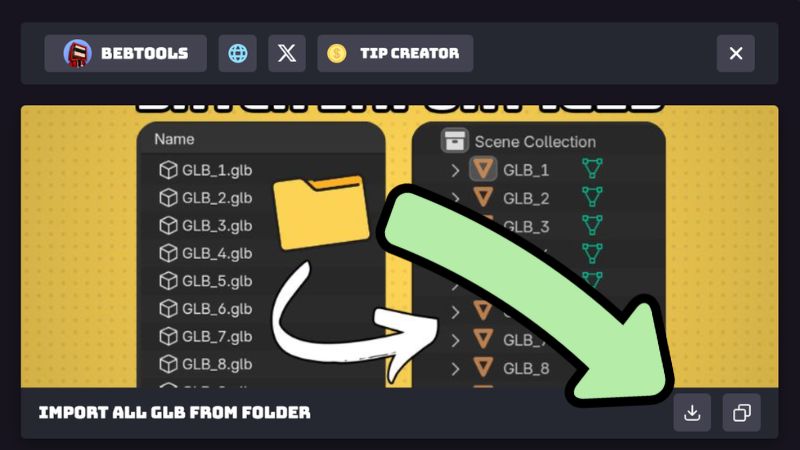 BEBTOOLS
TIP CREATOR
Name
GLB_1.glb
GLB_2.glb
GLB_3.glb
GLB_4.glb
GLB_5.glb
GLB_6.glb
GLB_7.glb
GLB_8.glb
Scene Collection
GLB_1
GLB_2
GLB_3
GLB_8
IMPORT ALL GLB FROM FOLDER